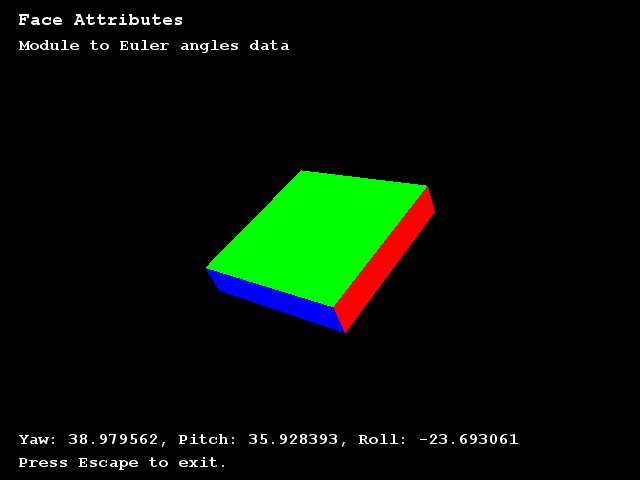 Face Attributes
Module to Euler angles data
Yaw: 38.979562, Pitch: 35.928393, Roll: -23.693061
Press Escape to exit.